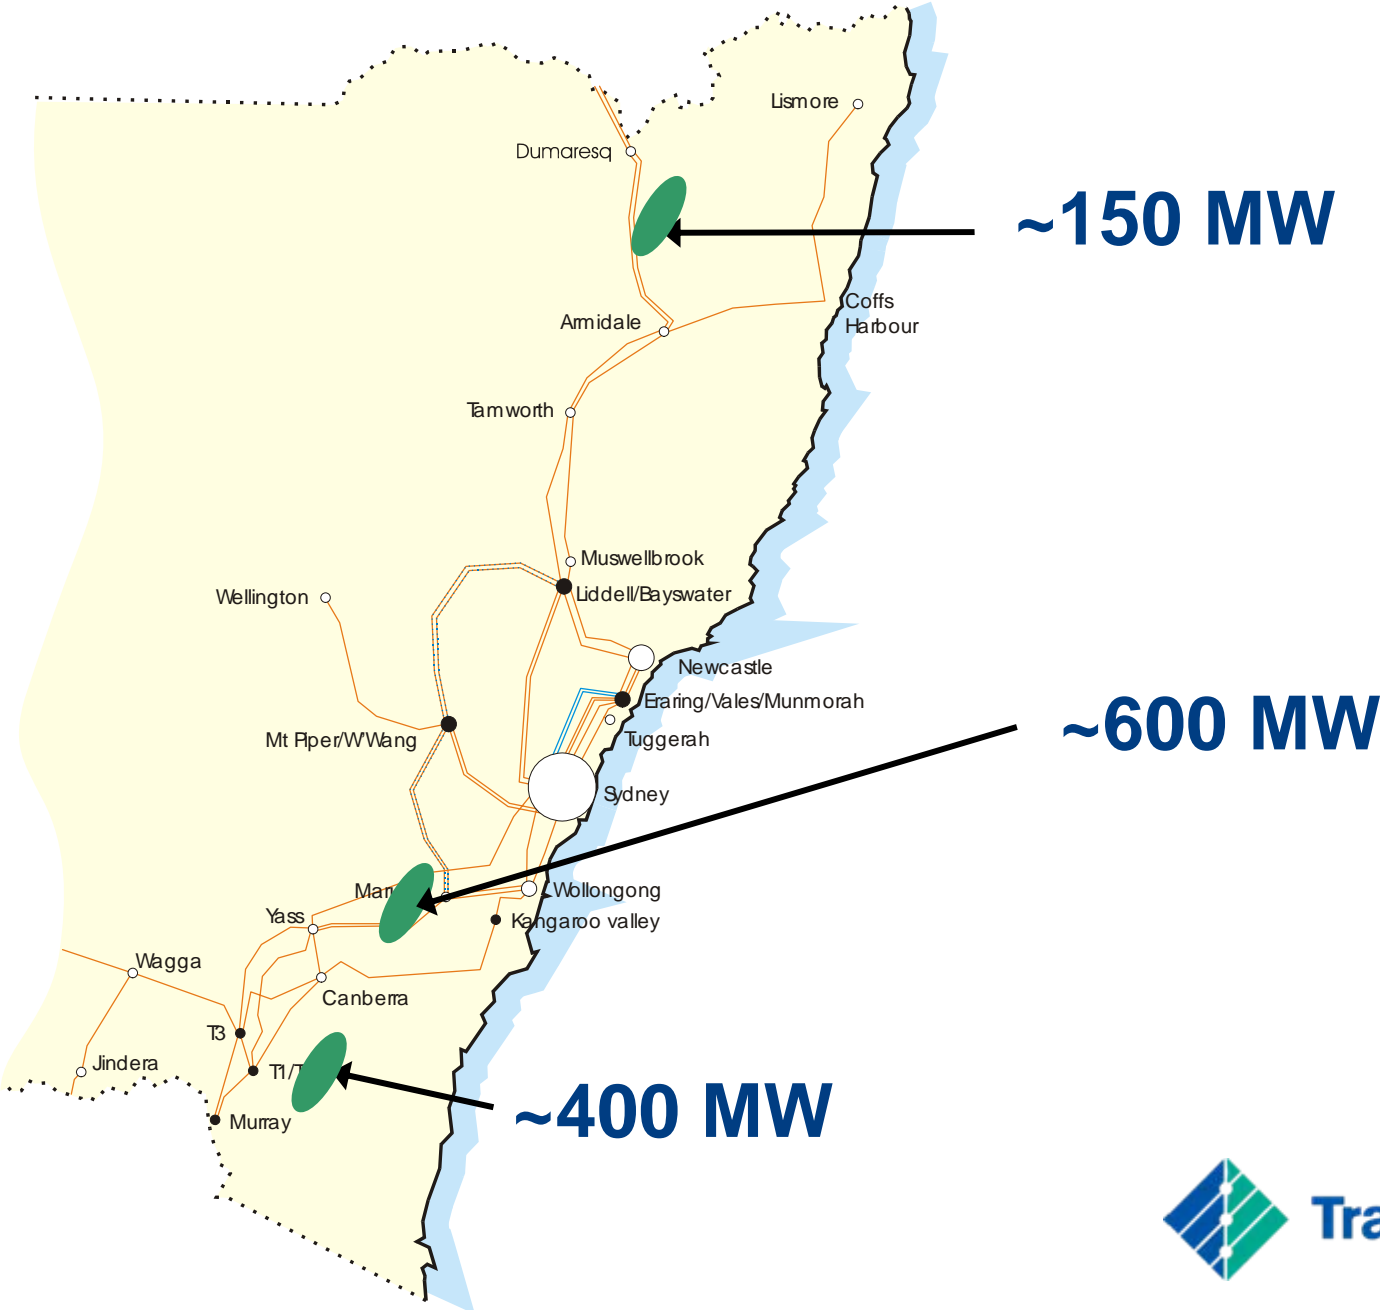 Lismore
Dumaresq
~150 MW
Coffs
Harbour
Armidale
Tamworth
Muswellbrook
Liddell/Bayswater
Wellington
Newcastle
Eraring/Vales/Munmorah
~600 MW
Tuggerah
Mt Piper/W'Wang
Sydney
Wollongong
Yass
Kangaroo valley
Wagga
Canberra
T3
Jindera
T1/
~400 MW
Murray